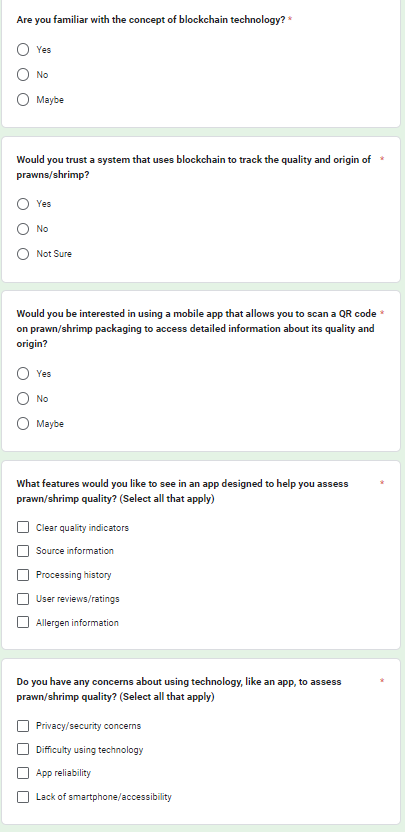 Are you familiar with the concept of blockchain technology? *
Yes
No
Maybe
Would you trust a system that uses blockchain to track the quality and origin of *
prawns/shrimp?
Yes
No
Not Sure
Would you be interested in using a mobile app that allows you to scan a QR code *
on prawn/shrimp packaging to access detailed information about its quality and
origin?
Yes
No
Maybe
What features would you like to see in an app designed to help you assess *
prawn/shrimp quality? (Select all that apply)
Clear quality indicators
Source information
Processing history
User reviews/ratings
Allergen information
Do you have any concerns about using technology, like an app, to assess *
prawn/shrimp quality? (Select all that apply)
Privacy/security concerns
Difficulty using technology
App reliability
Lack of smartphone/accessibility